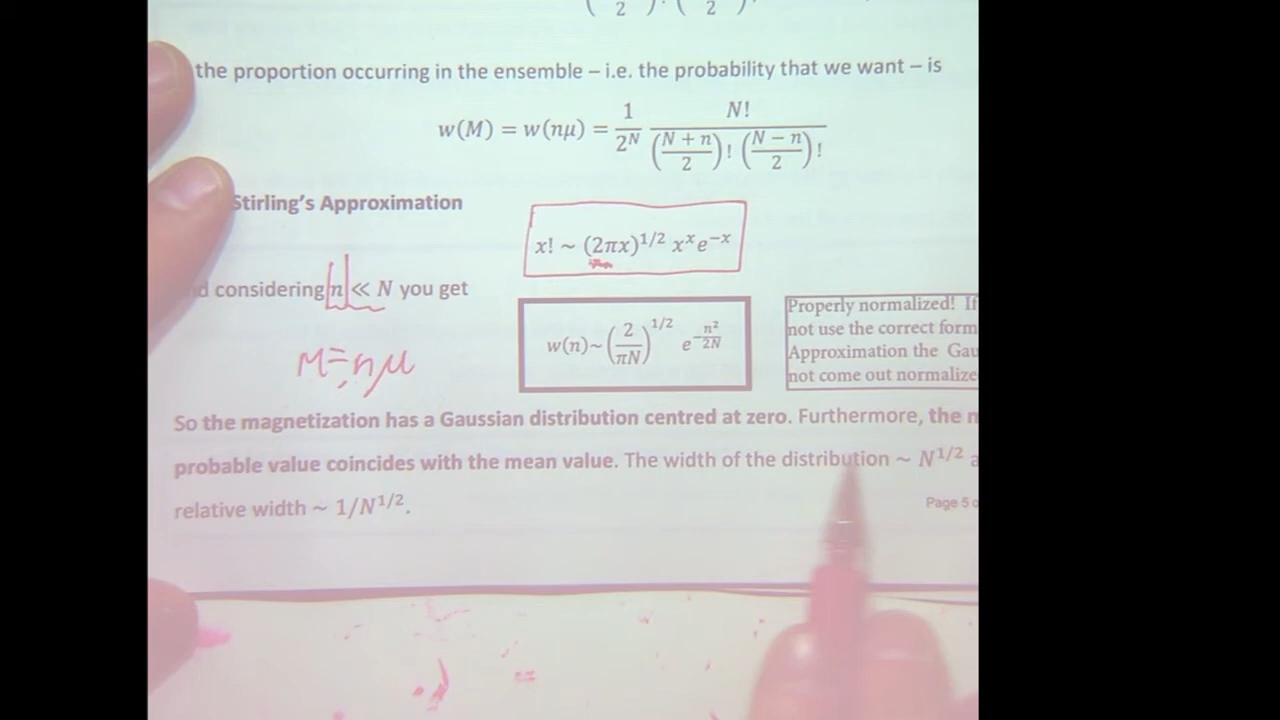 ( 2 ) . ( 2 ) .
the proportion occurring in the ensemble – i.e. the probability that we want – is
w(M) = w(nμ) = 1/2^N N!/((N + n)/2)! ((N − n)/2)!
Stirling's Approximation
x! ~ (2πx)^1/2 x^x e^−x
considering |n| ≪ N you get
w(n)~(2/πN)^1/2 e^−n²/2N
Properly normalized! If
not use the correct form
Approximation the Gau
not come out normalize
M = nμ
So the magnetization has a Gaussian distribution centred at zero. Furthermore, the
probable value coincides with the mean value. The width of the distribution ~ N^1/2
relative width ~ 1/N^1/2.
Page 5